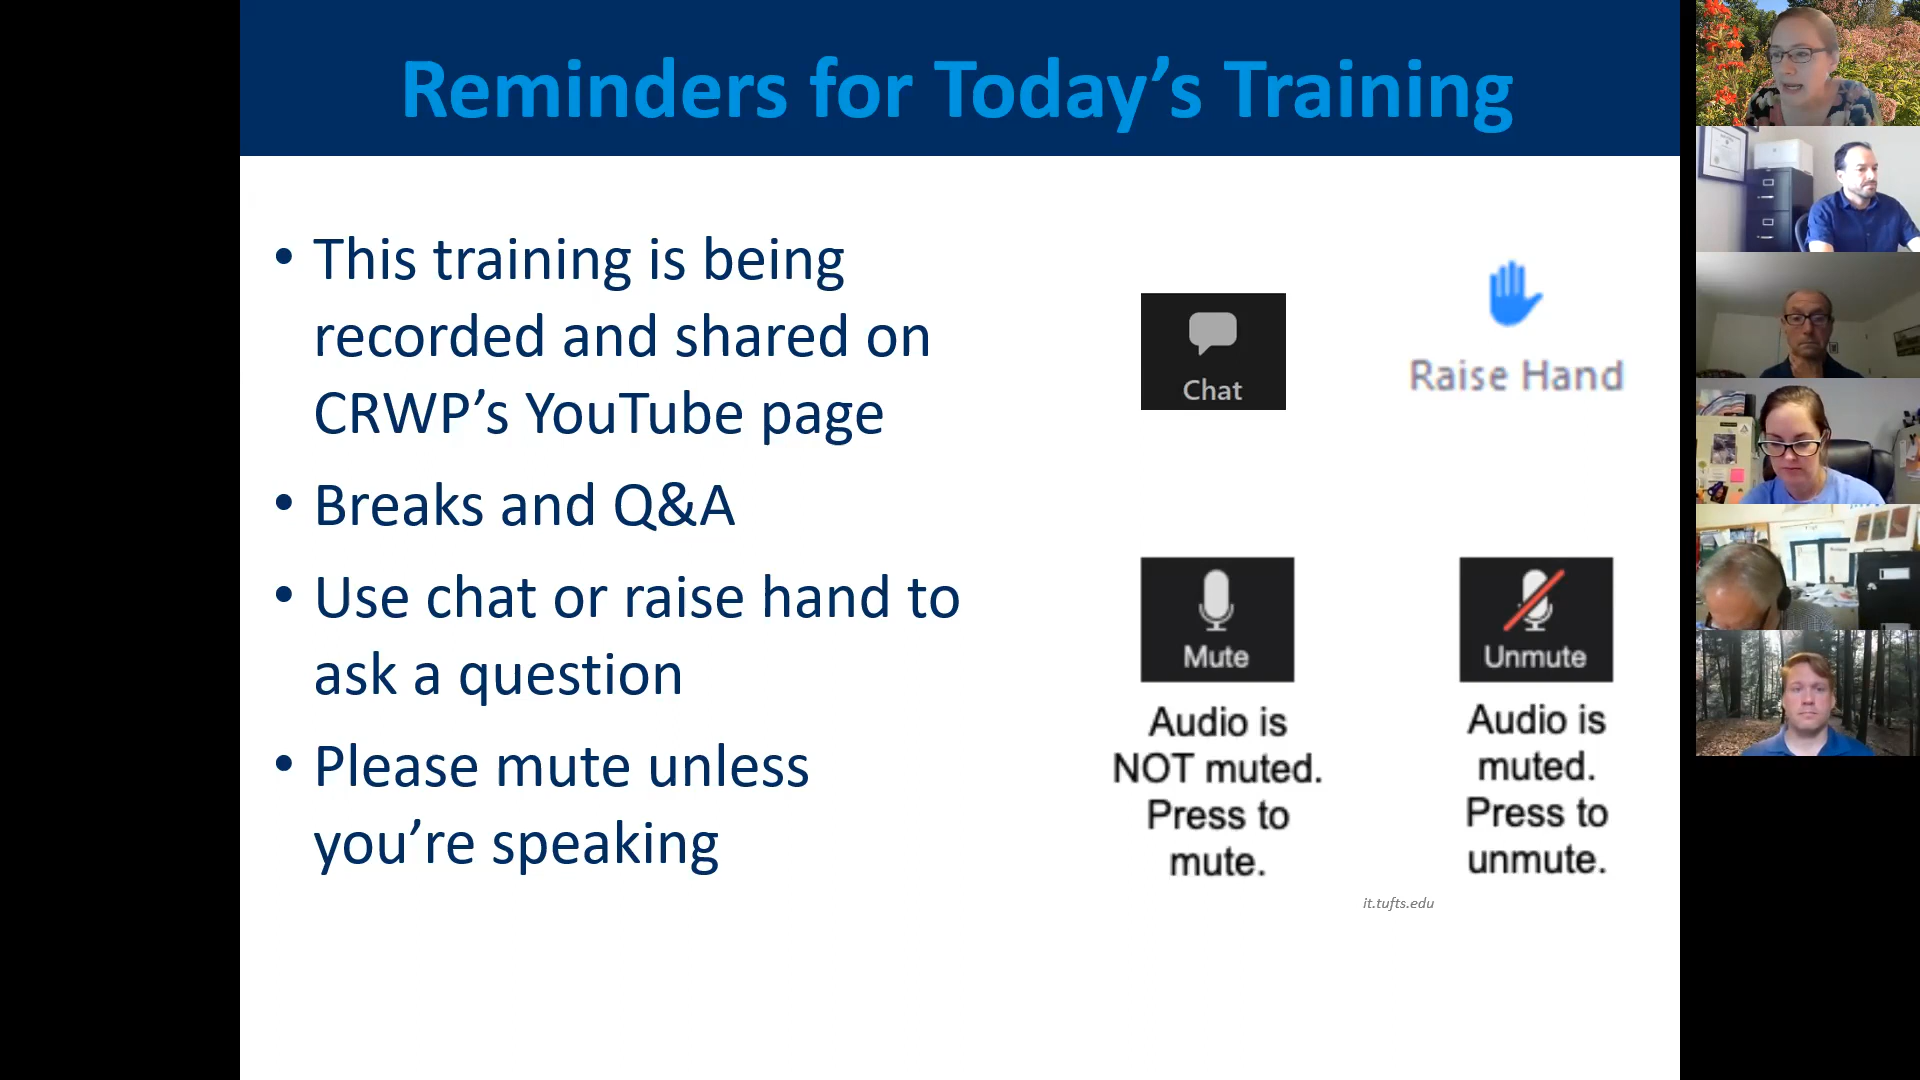 Reminders for Today’s Training
• This training is being
recorded and shared on
CRWP’s YouTube page
• Breaks and Q&A
• Use chat or raise hand to
ask a question
• Please mute unless
you’re speaking
Chat
Raise Hand
Mute
Audio is
NOT muted.
Press to
mute.
Unmute
Audio is
muted.
Press to
unmute.
it.tufts.edu